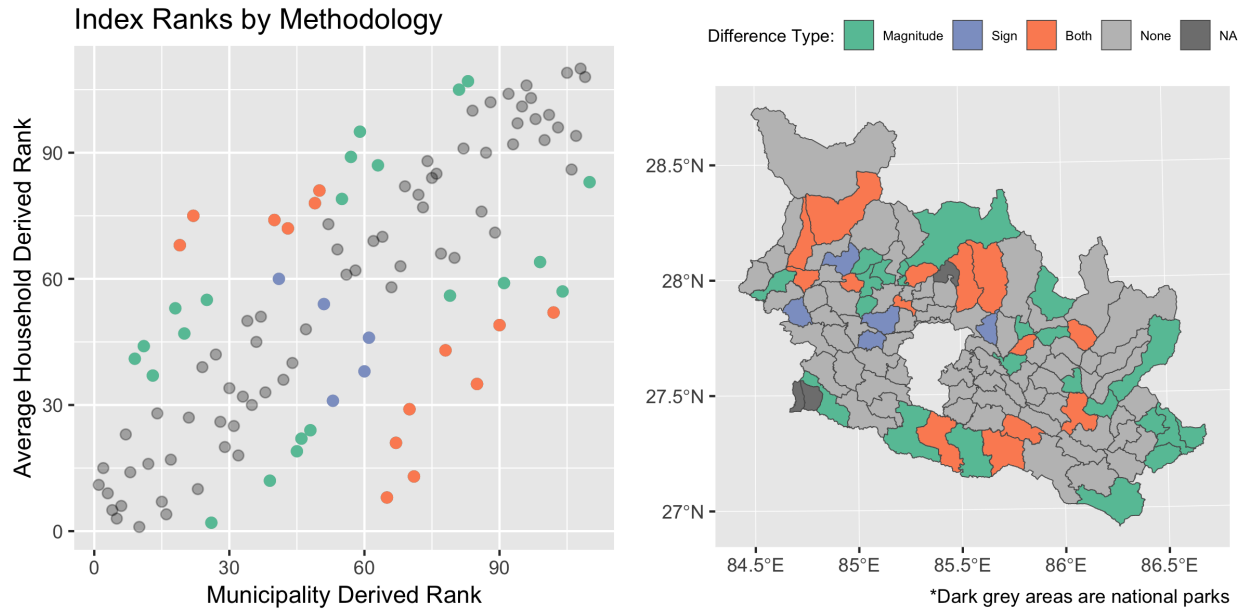 Index Ranks by Methodology
Average Household Derived Rank
90
60
30
0
0 30 60 90
Municipality Derived Rank
Difference Type: Magnitude Sign Both None NA
28.5°N
28°N
27.5°N
27°N
84.5°E 85°E 85.5°E 86°E 86.5°E
*Dark grey areas are national parks